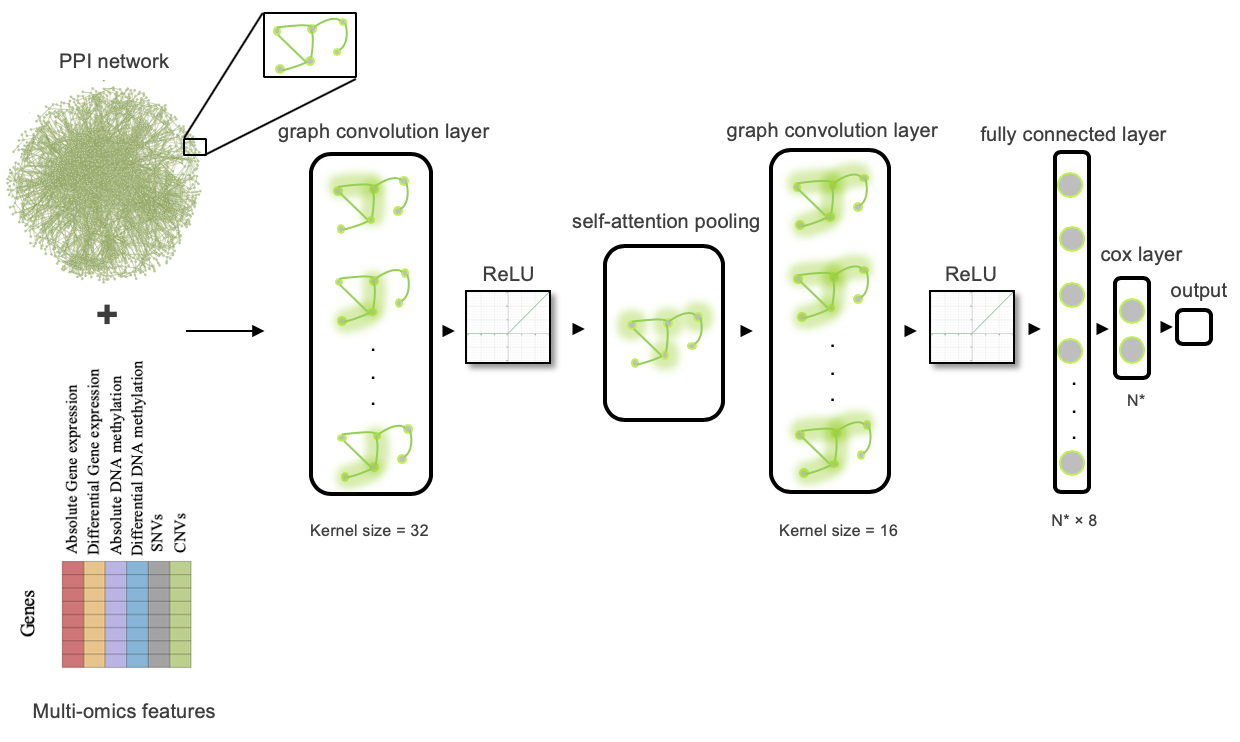 PPI network
graph convolution layer
graph convolution layer
fully connected layer
self-attention pooling
cox layer
ReLU
ReLU
output
+
N*
Kernel size = 32
Kernel size = 16
N* × 8
Absolute Gene expression
Differential Gene expression
Absolute DNA methylation
Differential DNA methylation
SNVs
CNVs
Genes
Multi-omics features